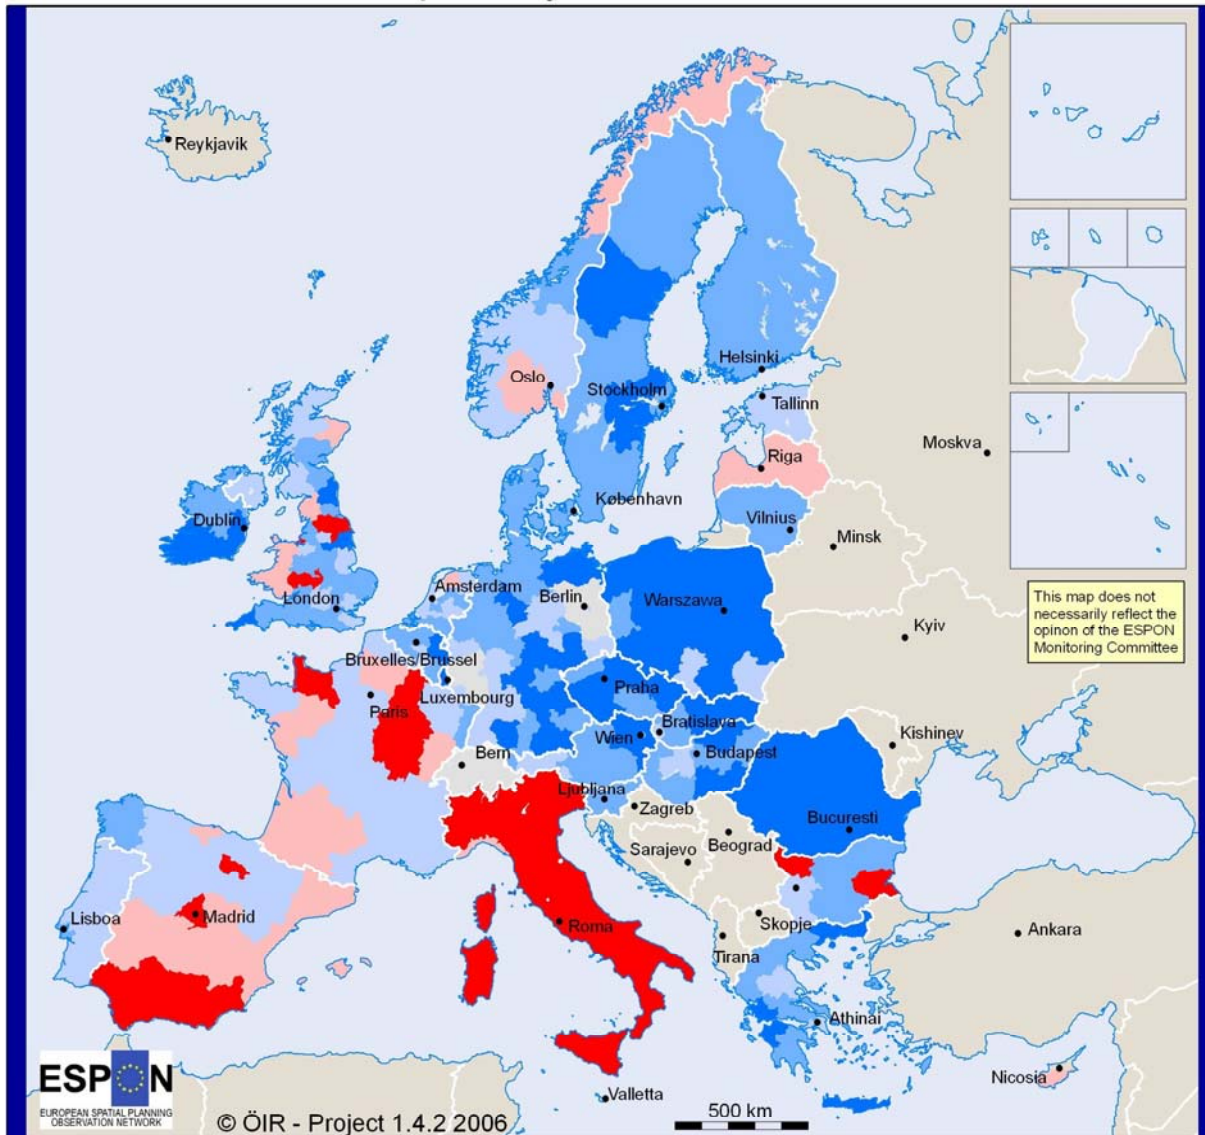 Reykjavik
Oslo
Helsinki
Stockholm
Tallinn
Moskva
Riga
København
Dublin
Vilnius
Minsk
Amsterdam
London
Berlin
Warszawa
This map does not
necessarily reflect the
opinon of the ESPON
Monitoring Committee
Kyiv
Bruxelles/Brussel
Praha
Luxembourg
Paris
Bratislava
Wien
Kishinev
Bern
Budapest
Ljubljana
Zagreb
Bucuresti
Sarajevo
Beograd
Lisboa
Madrid
Roma
Skopje
Ankara
Tirana
Athinai
Nicosia
Valletta
ESPON
EUROPEAN SPATIAL PLANNING
OBSERVATION NETWORK
© ÖIR - Project 1.4.2 2006
500 km